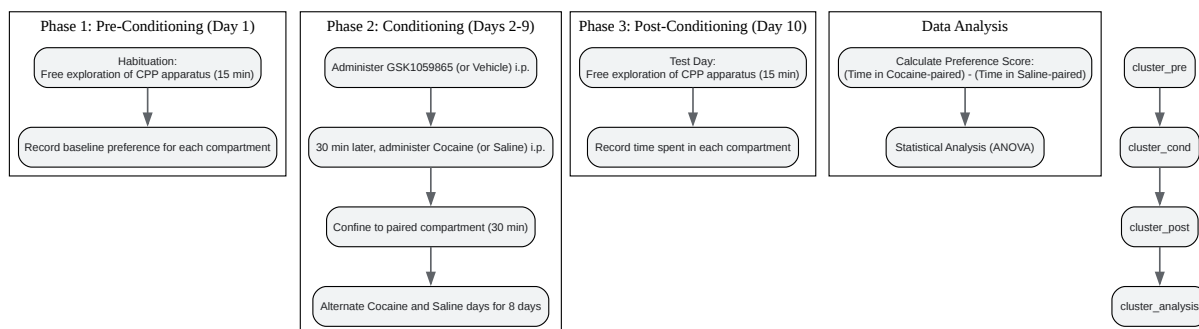 Phase 1: Pre-Conditioning (Day 1)
Habituation:
Free exploration of CPP apparatus (15 min)
Record baseline preference for each compartment
Phase 2: Conditioning (Days 2-9)
Administer GSK1059865 (or Vehicle) i.p.
30 min later, administer Cocaine (or Saline) i.p.
Confine to paired compartment (30 min)
Alternate Cocaine and Saline days for 8 days
Phase 3: Post-Conditioning (Day 10)
Test Day:
Free exploration of CPP apparatus (15 min)
Record time spent in each compartment
Data Analysis
Calculate Preference Score:
(Time in Cocaine-paired) - (Time in Saline-paired)
Statistical Analysis (ANOVA)
cluster_pre
cluster_cond
cluster_post
cluster_analysis